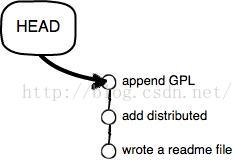 HEAD
append GPL
http://blog.csdn.net/
add distributed
wrote a readme file